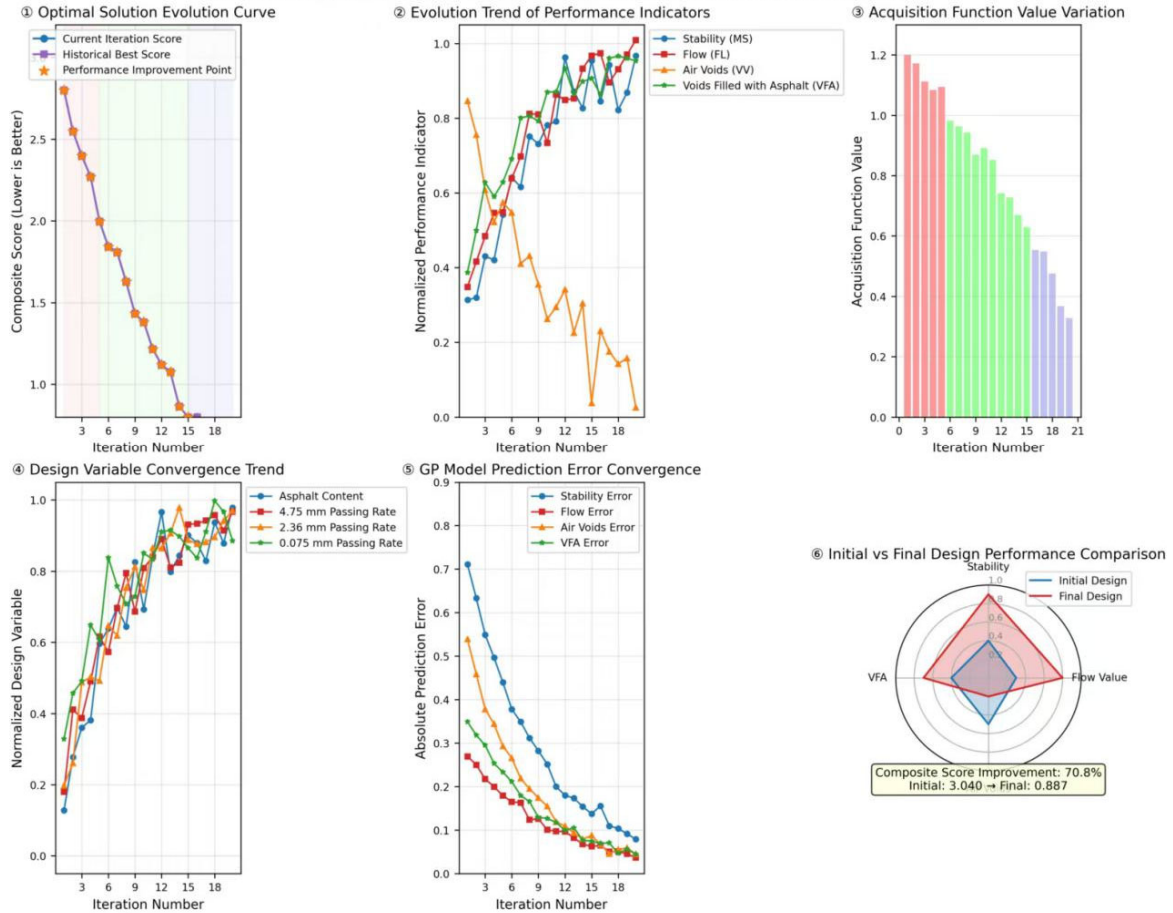 ① Optimal Solution Evolution Curve
Current Iteration Score
Historical Best Score
Performance Improvement Point
Composite Score (Lower is Better)
2.5
2.0
1.5
1.0
3 6 9 12 15 18
Iteration Number
② Evolution Trend of Performance Indicators
Stability (MS)
Flow (FL)
Air Voids (VV)
Voids Filled with Asphalt (VFA)
Normalized Performance Indicator
1.0
0.8
0.6
0.4
0.2
0.0
3 6 9 12 15 18
Iteration Number
③ Acquisition Function Value Variation
Acquisition Function Value
1.2
1.0
0.8
0.6
0.4
0.2
0.0
0 3 6 9 12 15 18 21
Iteration Number
④ Design Variable Convergence Trend
Asphalt Content
4.75 mm Passing Rate
2.36 mm Passing Rate
0.075 mm Passing Rate
Normalized Design Variable
1.0
0.8
0.6
0.4
0.2
0.0
3 6 9 12 15 18
Iteration Number
⑤ GP Model Prediction Error Convergence
Stability Error
Flow Error
Air Voids Error
VFA Error
Absolute Prediction Error
0.9
0.8
0.7
0.6
0.5
0.4
0.3
0.2
0.1
0.0
3 6 9 12 15 18
Iteration Number
⑥ Initial vs Final Design Performance Comparison
Stability
Initial Design
Final Design
1.0
0.8
0.6
0.4
0.2
VFA
Flow Value
Composite Score Improvement: 70.8%
Initial: 3.040 → Final: 0.887